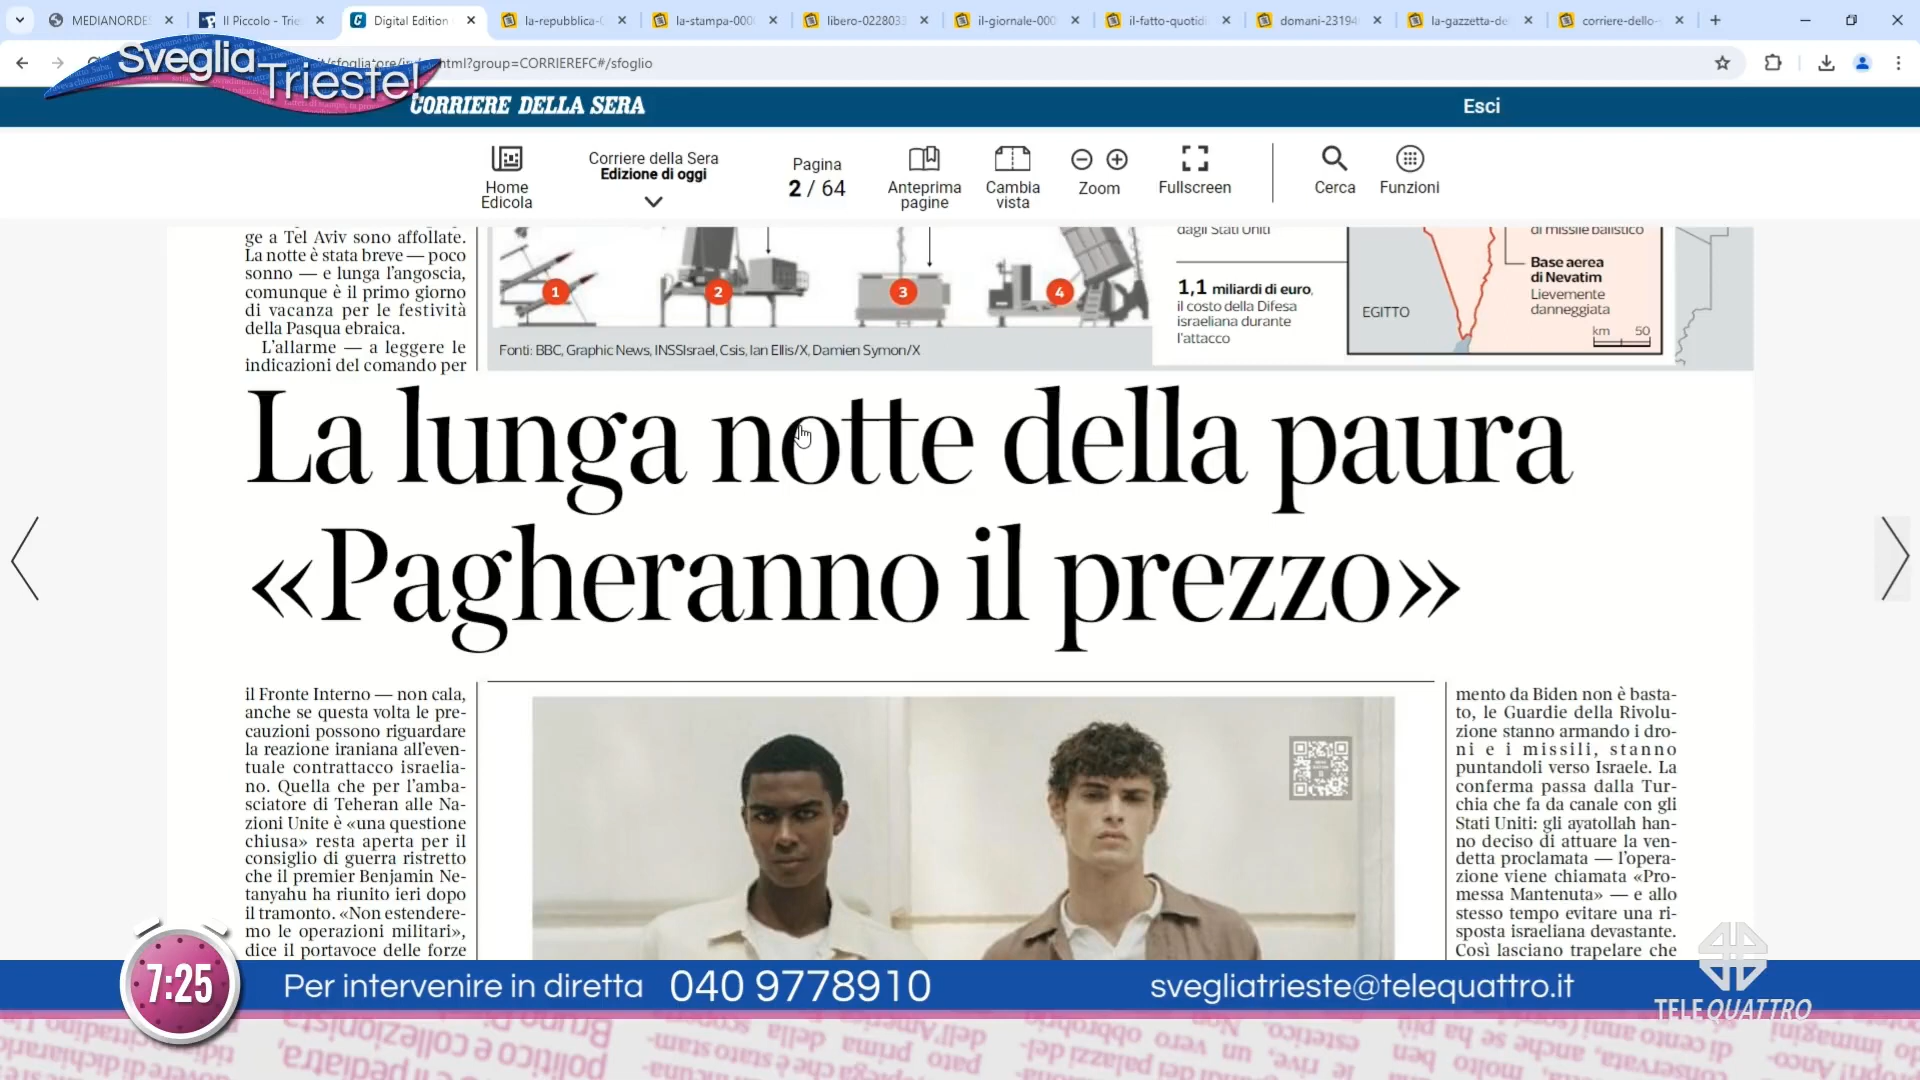 MEDIANORDE
Il Piccolo - Trie
Digital Edition
la-repubblica-0
la-stampa-000
libero-0228033
il-giornale-000
il-fatto-quotidi
domani-23194
la-gazzetta-de
corriere-dello-
html?group=CORRIEREFC#/sfoglio
Sveglia
Trieste!
CORRIERE DELLA SERA
Esci
Home
Edicola
Corriere della Sera
Edizione di oggi
Pagina
2 / 64
Anteprima
pagine
Cambia
vista
Zoom
Fullscreen
Cerca
Funzioni
ge a Tel Aviv sono affollate.
La notte è stata breve — poco
sonno — e lunga l'angoscia,
comunque è il primo giorno
di vacanza per le festività
della Pasqua ebraica.
L'allarme — a leggere le
indicazioni del comando per
1
2
3
4
Fonti: BBC, Graphic News, INSSIsrael, Csis, Ian Ellis/X, Damien Symon/X
dagli Stati Uniti
1,1 miliardi di euro,
il costo della Difesa
israeliana durante
l'attacco
di missile balistico
Base aerea
di Nevatim
Lievemente
danneggiata
EGITTO
km 50
La lunga notte della paura
«Pagheranno il prezzo»
il Fronte Interno — non cala,
anche se questa volta le pre-
cauzioni possono riguardare
la reazione iraniana all'even-
tuale contrattacco israelia-
no. Quella che per l'amba-
sciatore di Teheran alle Na-
zioni Unite è «una questione
chiusa» resta aperta per il
consiglio di guerra ristretto
che il premier Benjamin Ne-
tanyahu ha riunito ieri dopo
il tramonto. «Non estendere-
mo le operazioni militari»,
dice il portavoce delle forze
mento da Biden non è basta-
to, le Guardie della Rivolu-
zione stanno armando i dro-
ni e i missili, stanno
puntandoli verso Israele. La
conferma passa dalla Tur-
chia che fa da canale con gli
Stati Uniti: gli ayatollah han-
no deciso di attuare la ven-
detta proclamata — l'opera-
zione viene chiamata «Pro-
messa Mantenuta» — e allo
stesso tempo evitare una ri-
sposta israeliana devastante.
Così lasciano trapelare che
7:25
Per intervenire in diretta 040 9778910
svegliatrieste@telequattro.it
TELEQUATTRO